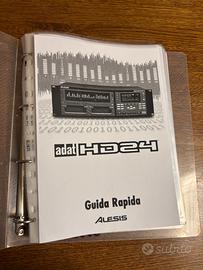 adat HD24
Guida Rapida
ALESIS
subito